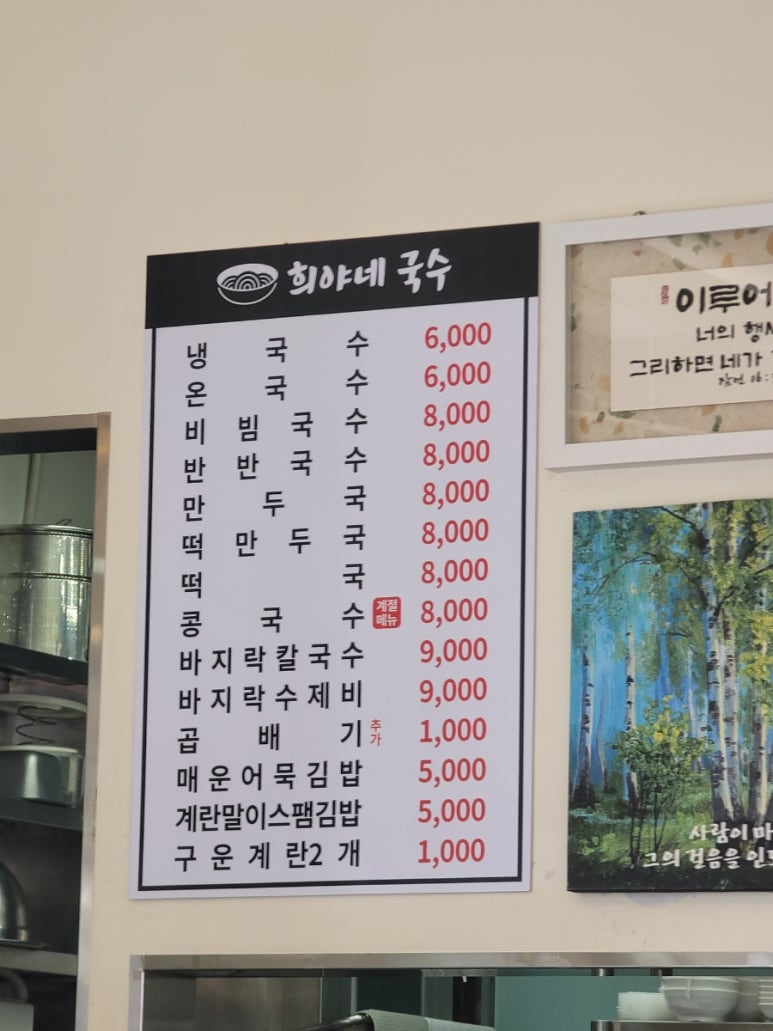 희야네 국수
냉국수 6,000
온국수 6,000
비빔국수 8,000
반반국수 8,000
만두국 8,000
떡만두국 8,000
떡국 8,000
콩국수 계절메뉴 8,000
바지락칼국수 9,000
바지락수제비 9,000
곱배기 추가 1,000
매운어묵김밥 5,000
계란말이스팸김밥 5,000
구운계란2개 1,000
이루어
너의 행사
그리하면 네가
잠언 16:
사람이 마
그의 걸음을 인도